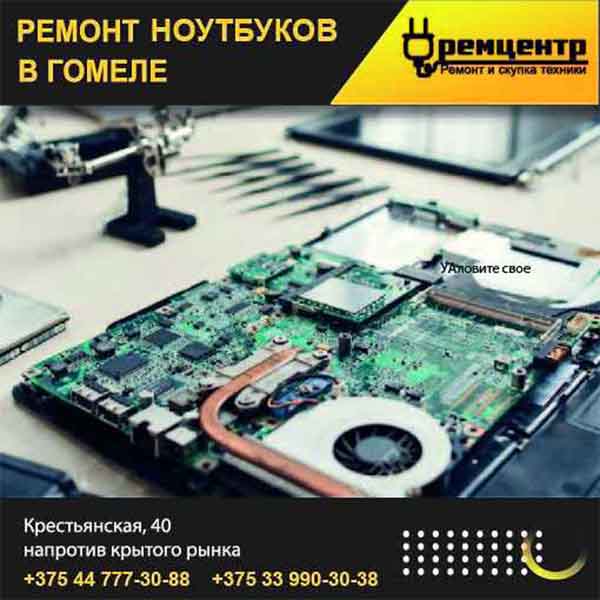 РЕМОНТ НОУТБУКОВ
В ГОМЕЛЕ
ремцентр
Ремонт и скупка техники
УАловите свое
Крестьянская, 40
напротив крытого рынка
+375 44 777-30-88 +375 33 990-30-38